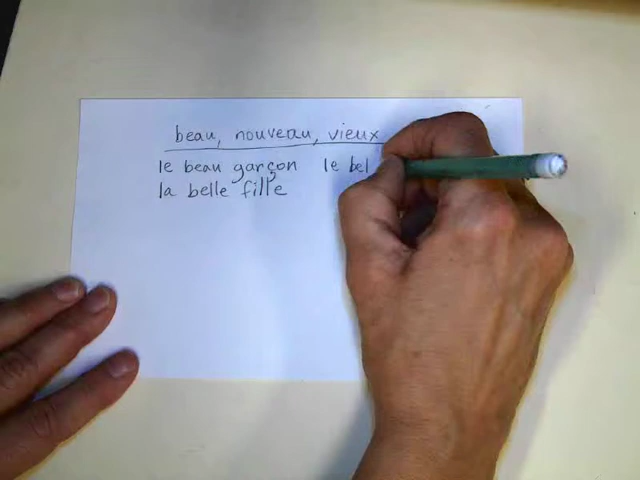 beau, nouveau, vieux
le beau garçon le bel
la belle fille